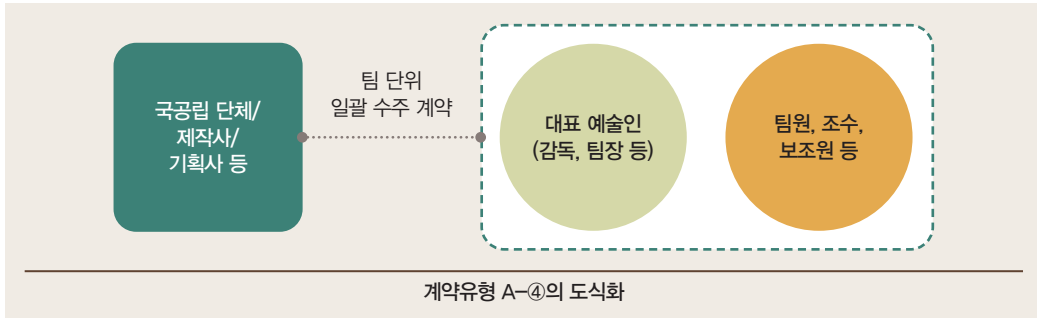 국공립 단체/
제작사/
기획사 등
팀 단위
일괄 수주 계약
대표 예술인
(감독, 팀장 등)
팀원, 조수,
보조원 등
계약유형 A–④의 도식화